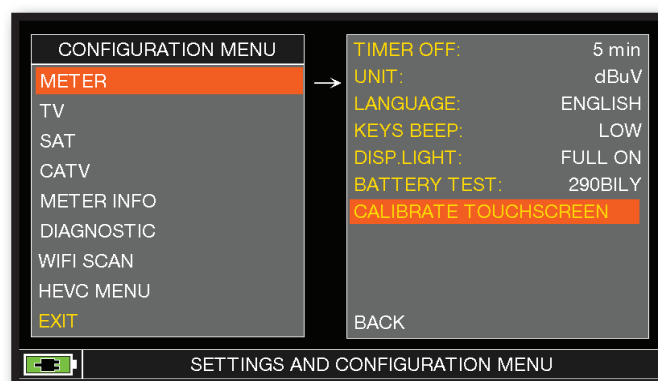 CONFIGURATION MENU
METER
TV
SAT
CATV
METER INFO
DIAGNOSTIC
WIFI SCAN
HEVC MENU
EXIT
→
TIMER OFF: 5 min
UNIT: dBuV
LANGUAGE: ENGLISH
KEYS BEEP: LOW
DISP.LIGHT: FULL ON
BATTERY TEST: 290BILY
CALIBRATE TOUCHSCREEN
BACK
SETTINGS AND CONFIGURATION MENU